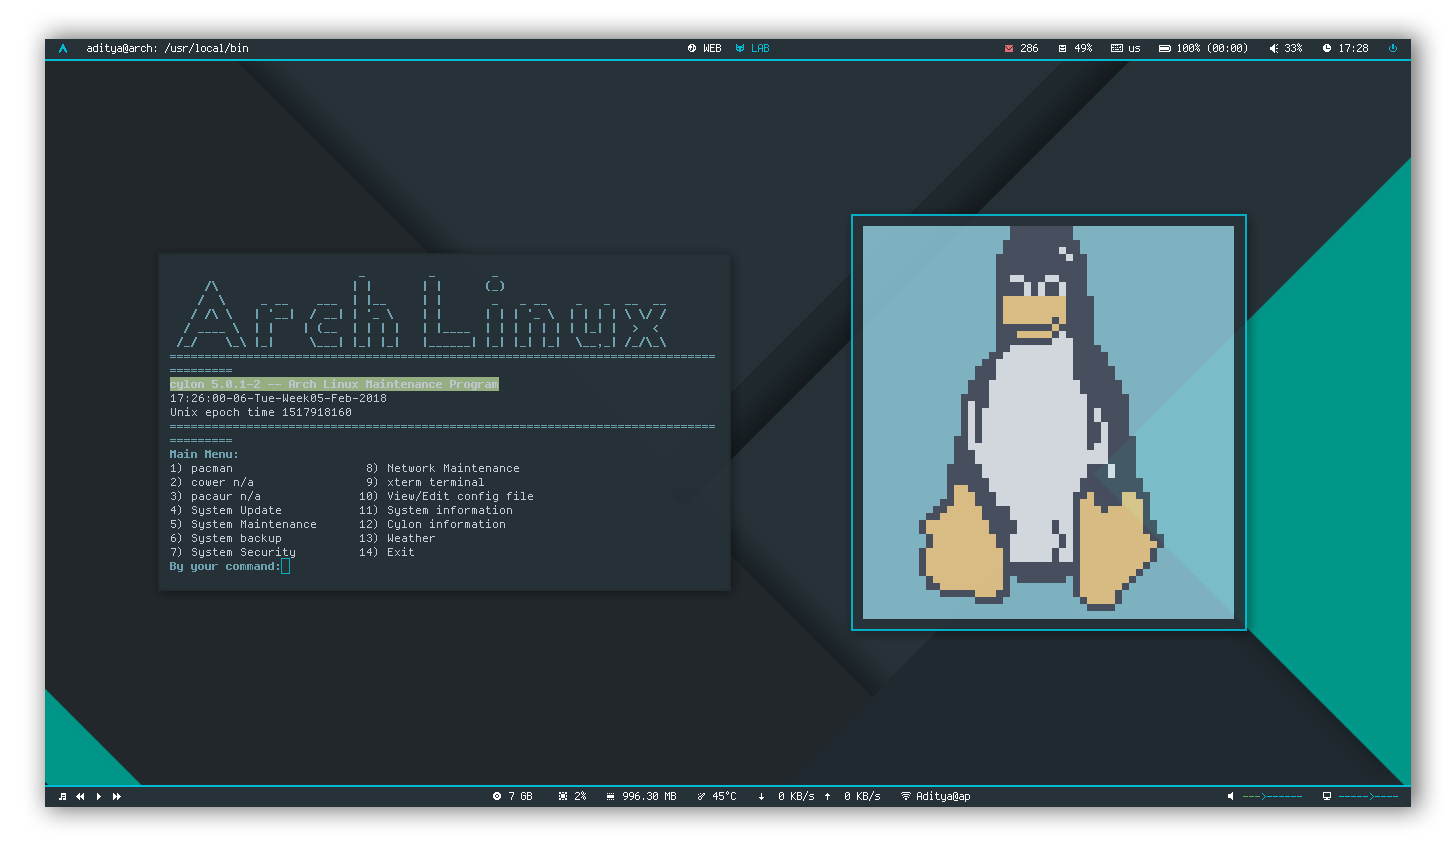 aditya@arch: /usr/local/bin WEB LAB 286 49% us 100% (00:00) 33% 17:28
Arch Linux
==============================================================================
=========
cylon 5.0.1-2 -- Arch Linux Maintenance Program
17:26:00-06-Tue-Week05-Feb-2018
Unix epoch time 1517918160
==============================================================================
=========
Main Menu:
1) pacman 8) Network Maintenance
2) cower n/a 9) xterm terminal
3) pacaur n/a 10) View/Edit config file
4) System Update 11) System information
5) System Maintenance 12) Cylon information
6) System backup 13) Weather
7) System Security 14) Exit
By your command:
7 GB 2% 996.30 MB 45°C ↓ 0 KB/s ↑ 0 KB/s Aditya@ap --->------ ----->----